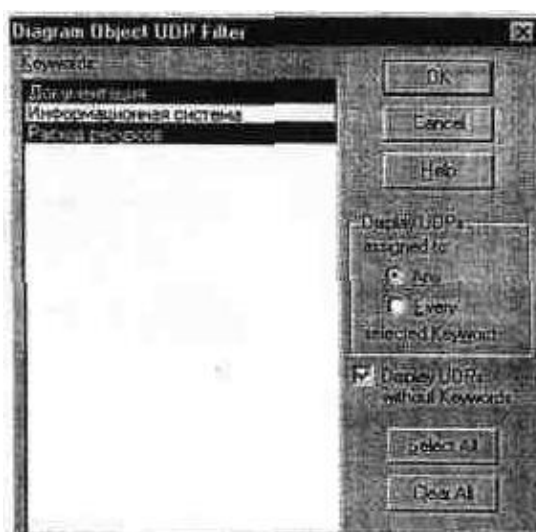 Diagram Object UDP Filter
Keywords:
Документация
Информационная система
Расход ресурсов
OK
Cancel
Help
Display UDPs
assigned to:
Any
Every
selected Keyword
Display UDPs
without Keywords
Select All
Clear All